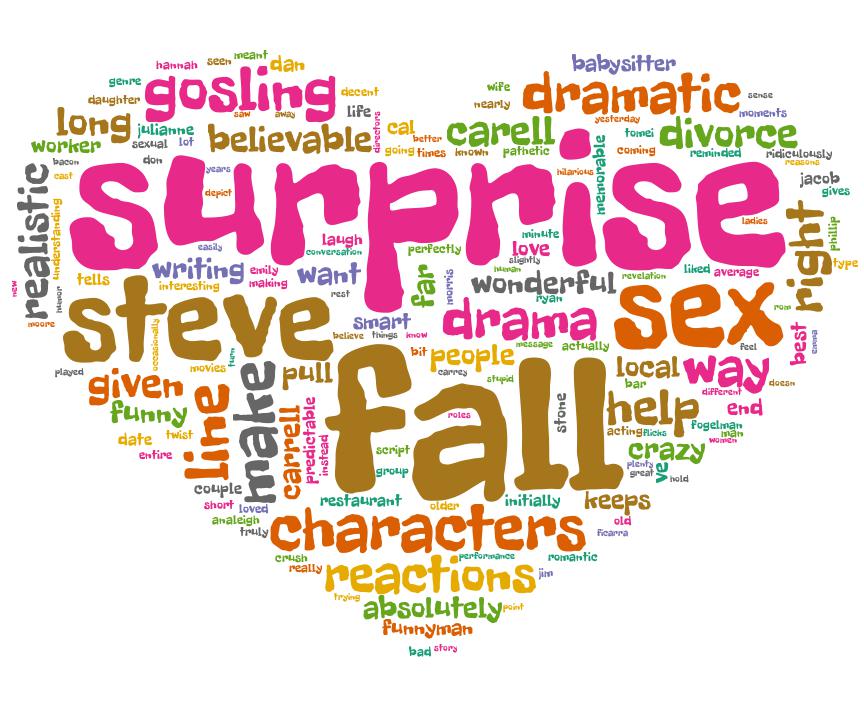 hannah seen meant dan
genre gosling decent wife babysitter dramatic sense
daughter saw away life nearly yesterday moments
long julianne believable directors cal better carell tomei divorce
worker sexual lot going times known pathetic coming reminded ridiculously
bacon don hilarious memorable reasons jacob
cast surprise gives
realistic understanding years depict ladies right phillip
easily laugh conversation perfectly minute love slightly
new humor tells writing emily making want far morris human wonderful revelation liked average type
interesting rest ryan
moore steve smart drama sex rom
occasionally believe things know message actually feel best emma
played movies turn bit people carrey stupid local way doesn
given pull fall bar different
funny line make carrell predictable instead roles stone help end
date twist script acting flicks fogelman man women
entire group crazy
couple plenty great ve hold
short loved restaurant older initially keeps
analeigh truly characters old ficarra
crush performance romantic
really reactions jim
trying absolutely point
funnyman
bad story